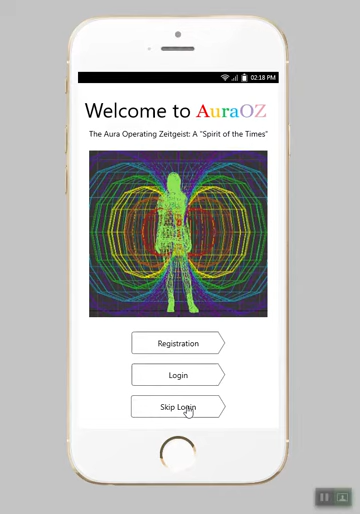 02:18 PM
Welcome to AuraOZ
The Aura Operating Zeitgeist: A "Spirit of the Times"
Registration
Login
Skip Login